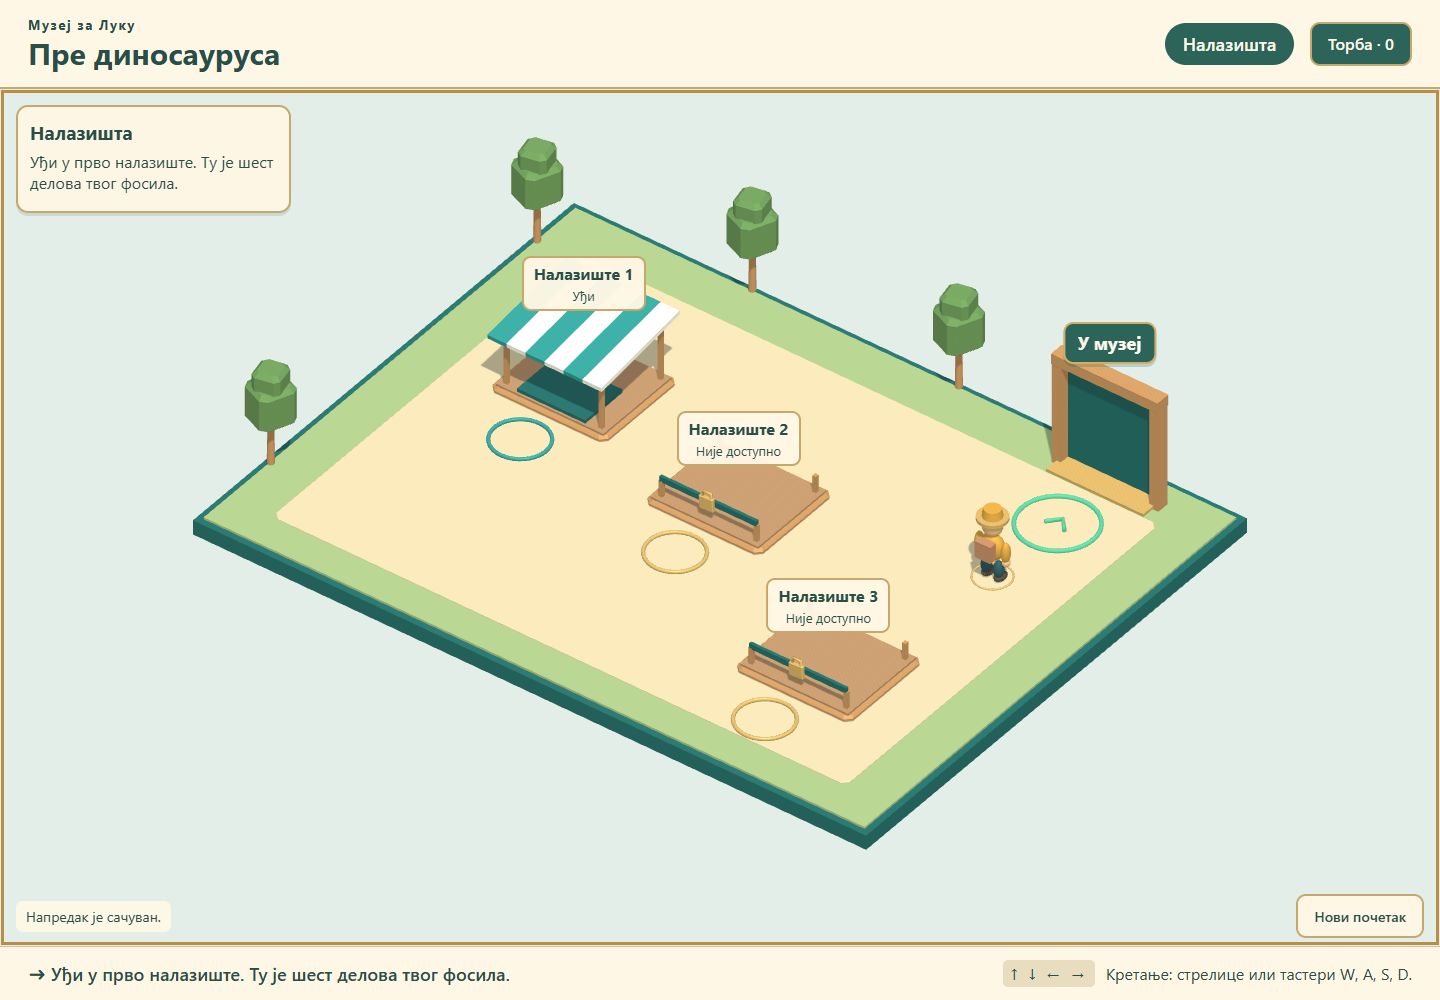 Музеј за Луку
Пре диносауруса
Налазишта
Торба · 0
Налазишта
Уђи у прво налазиште. Ту је шест
делова твог фосила.
Налазиште 1
Уђи
У музеј
Налазиште 2
Није доступно
Налазиште 3
Није доступно
Напредак је сачуван.
Нови почетак
→ Уђи у прво налазиште. Ту је шест делова твог фосила.
↑ ↓ ← → Кретање: стрелице или тастери W, A, S, D.